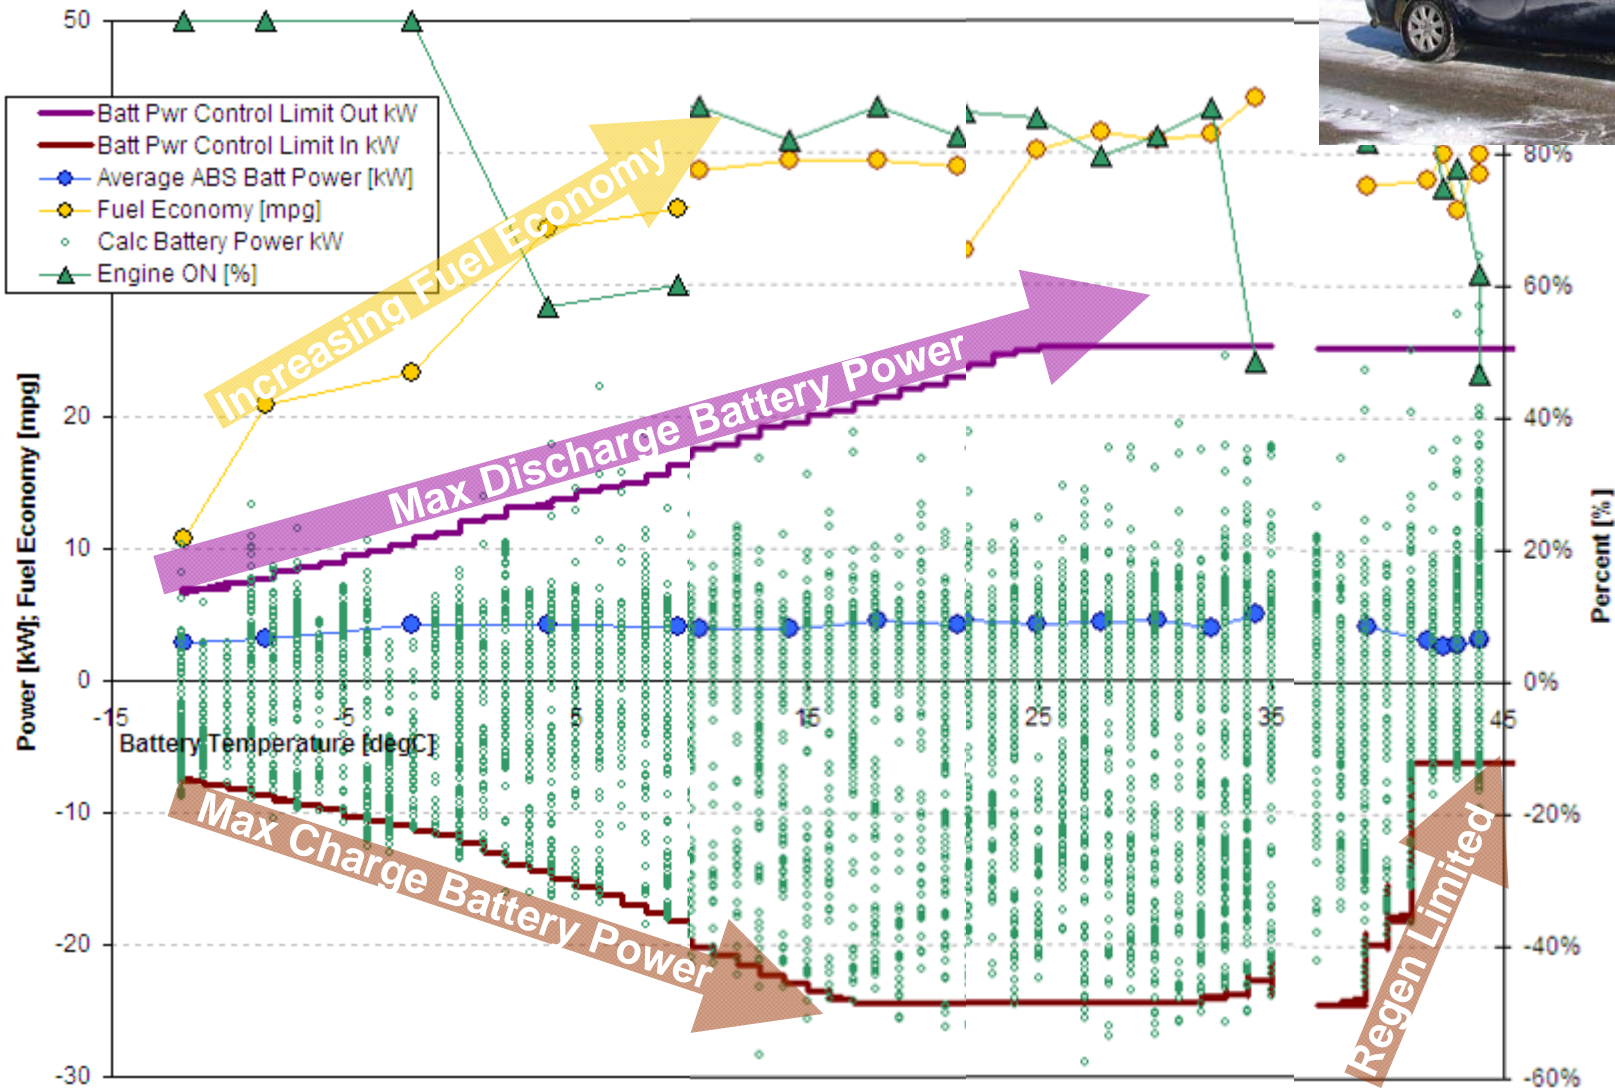 50
Batt Pwr Control Limit Out kW
Batt Pwr Control Limit In kW
Average ABS Batt Power [kW]
Fuel Economy [mpg]
Calc Battery Power kW
Engine ON [%]
Increasing Fuel Economy
Max Discharge Battery Power
Max Charge Battery Power
Regen Limited
20
10
0
-10
-20
-30
Power [kW]; Fuel Economy [mpg]
-15
-5
5
15
25
35
45
Battery Temperature [degC]
80%
60%
40%
20%
0%
-20%
-40%
-60%
Percent [%]